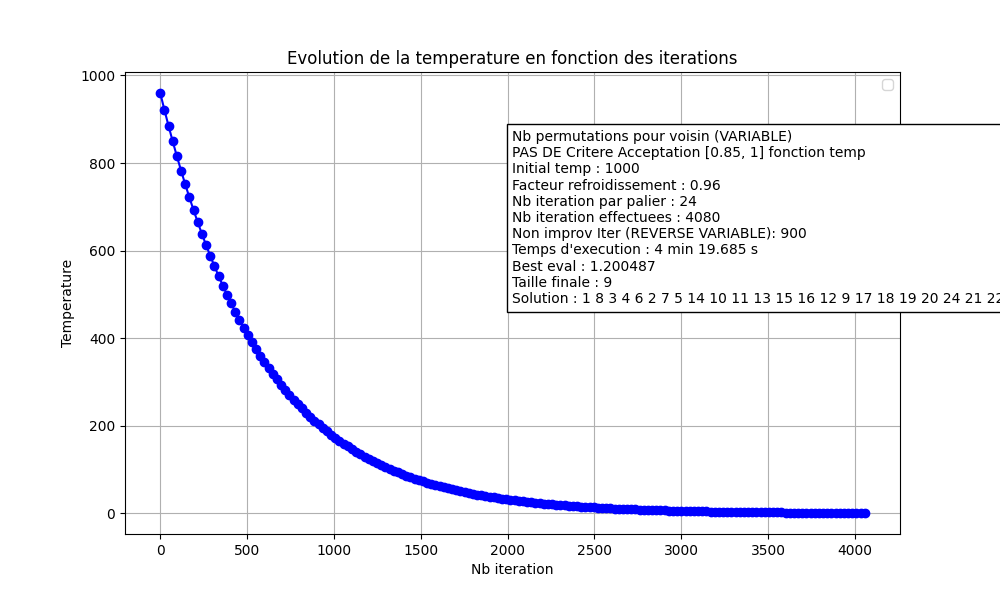 Evolution de la temperature en fonction des iterations
1000
800
600
400
200
0
Temperature
Nb permutations pour voisin (VARIABLE)
PAS DE Critere Acceptation [0.85, 1] fonction temp
Initial temp : 1000
Facteur refroidissement : 0.96
Nb iteration par palier : 24
Nb iteration effectuees : 4080
Non improv Iter (REVERSE VARIABLE): 900
Temps d'execution : 4 min 19.685 s
Best eval : 1.200487
Taille finale : 9
Solution : 1 8 3 4 6 2 7 5 14 10 11 13 15 16 12 9 17 18 19 20 24 21 22
0 500 1000 1500 2000 2500 3000 3500 4000
Nb iteration